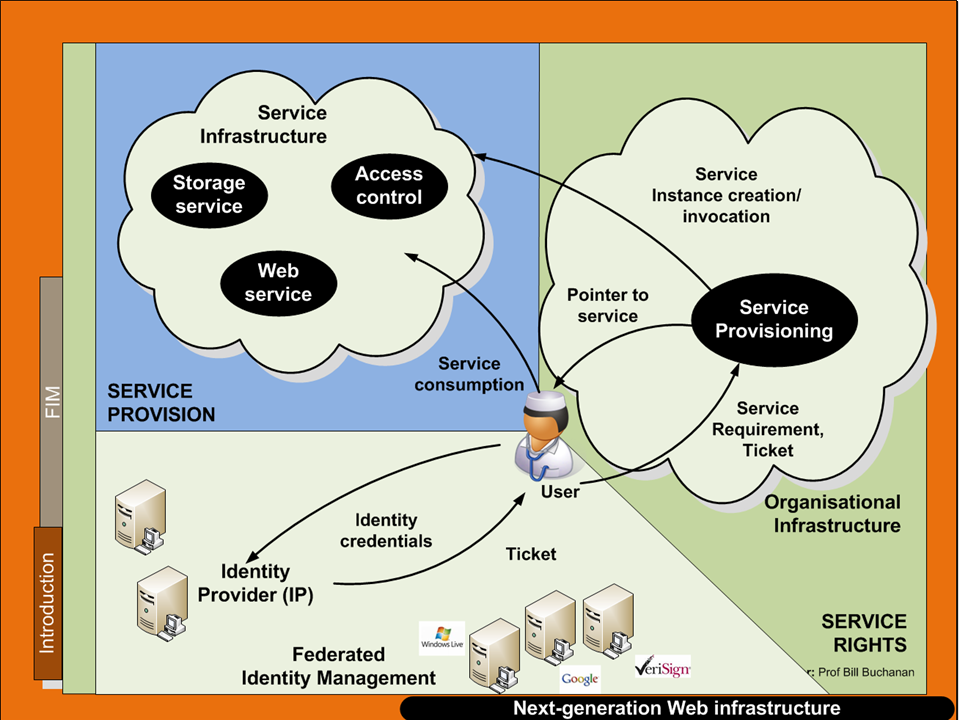 Service
Infrastructure
Storage
service
Access
control
Web
service
SERVICE
PROVISION
Service
consumption
Service
Instance creation/
invocation
Pointer to
service
Service
Provisioning
Service
Requirement,
Ticket
Organisational
Infrastructure
User
Identity
credentials
Ticket
Identity
Provider (IP)
Federated
Identity Management
Windows Live
Google
VeriSign
SERVICE
RIGHTS
r: Prof Bill Buchanan
FIM
Introduction
Next-generation Web infrastructure